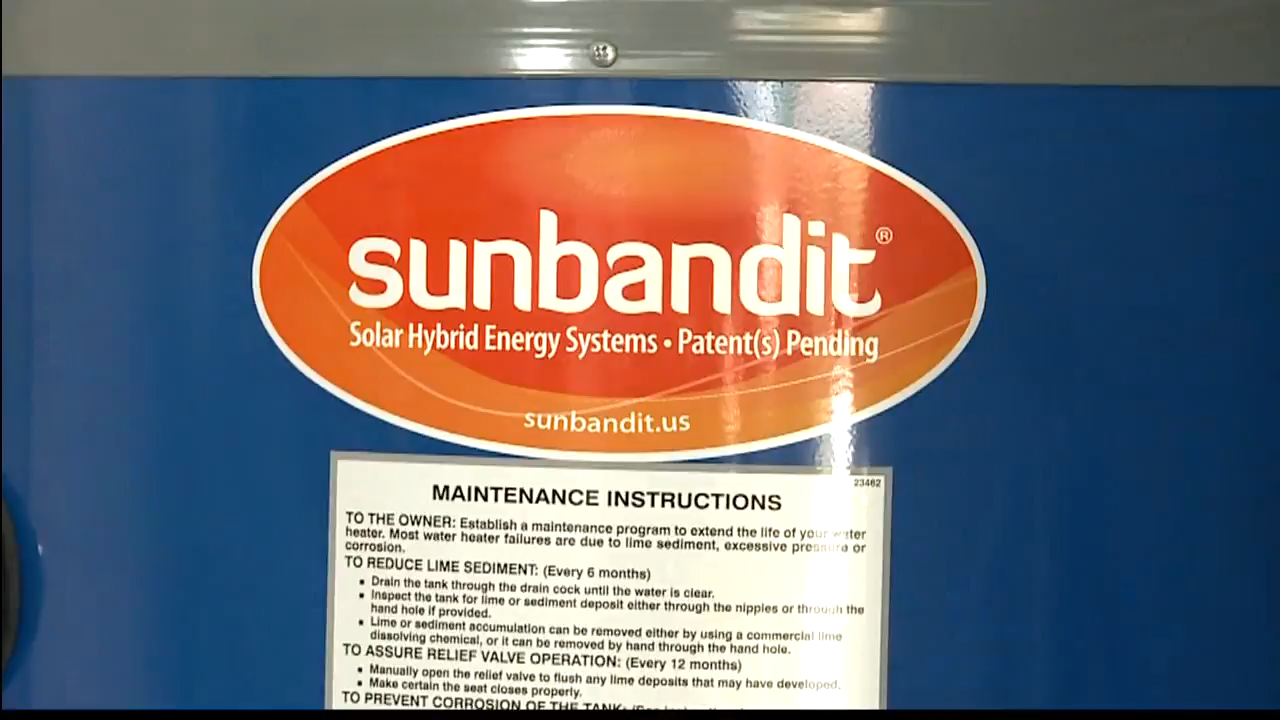 sunbandit®
Solar Hybrid Energy Systems • Patent(s) Pending
sunbandit.us
23462
MAINTENANCE INSTRUCTIONS
TO THE OWNER: Establish a maintenance program to extend the life of your water
heater. Most water heater failures are due to lime sediment, excessive pressure or
corrosion.
TO REDUCE LIME SEDIMENT: (Every 6 months)
▪ Drain the tank through the drain cock until the water is clear.
▪ Inspect the tank for lime or sediment deposit either through the nipples or through the
hand hole if provided.
▪ Lime or sediment accumulation can be removed either by using a commercial lime
dissolving chemical, or it can be removed by hand through the hand hole.
TO ASSURE RELIEF VALVE OPERATION: (Every 12 months)
▪ Manually open the relief valve to flush any lime deposits that may have developed.
▪ Make certain the seat closes properly.
TO PREVENT CORROSION OF THE TANK: